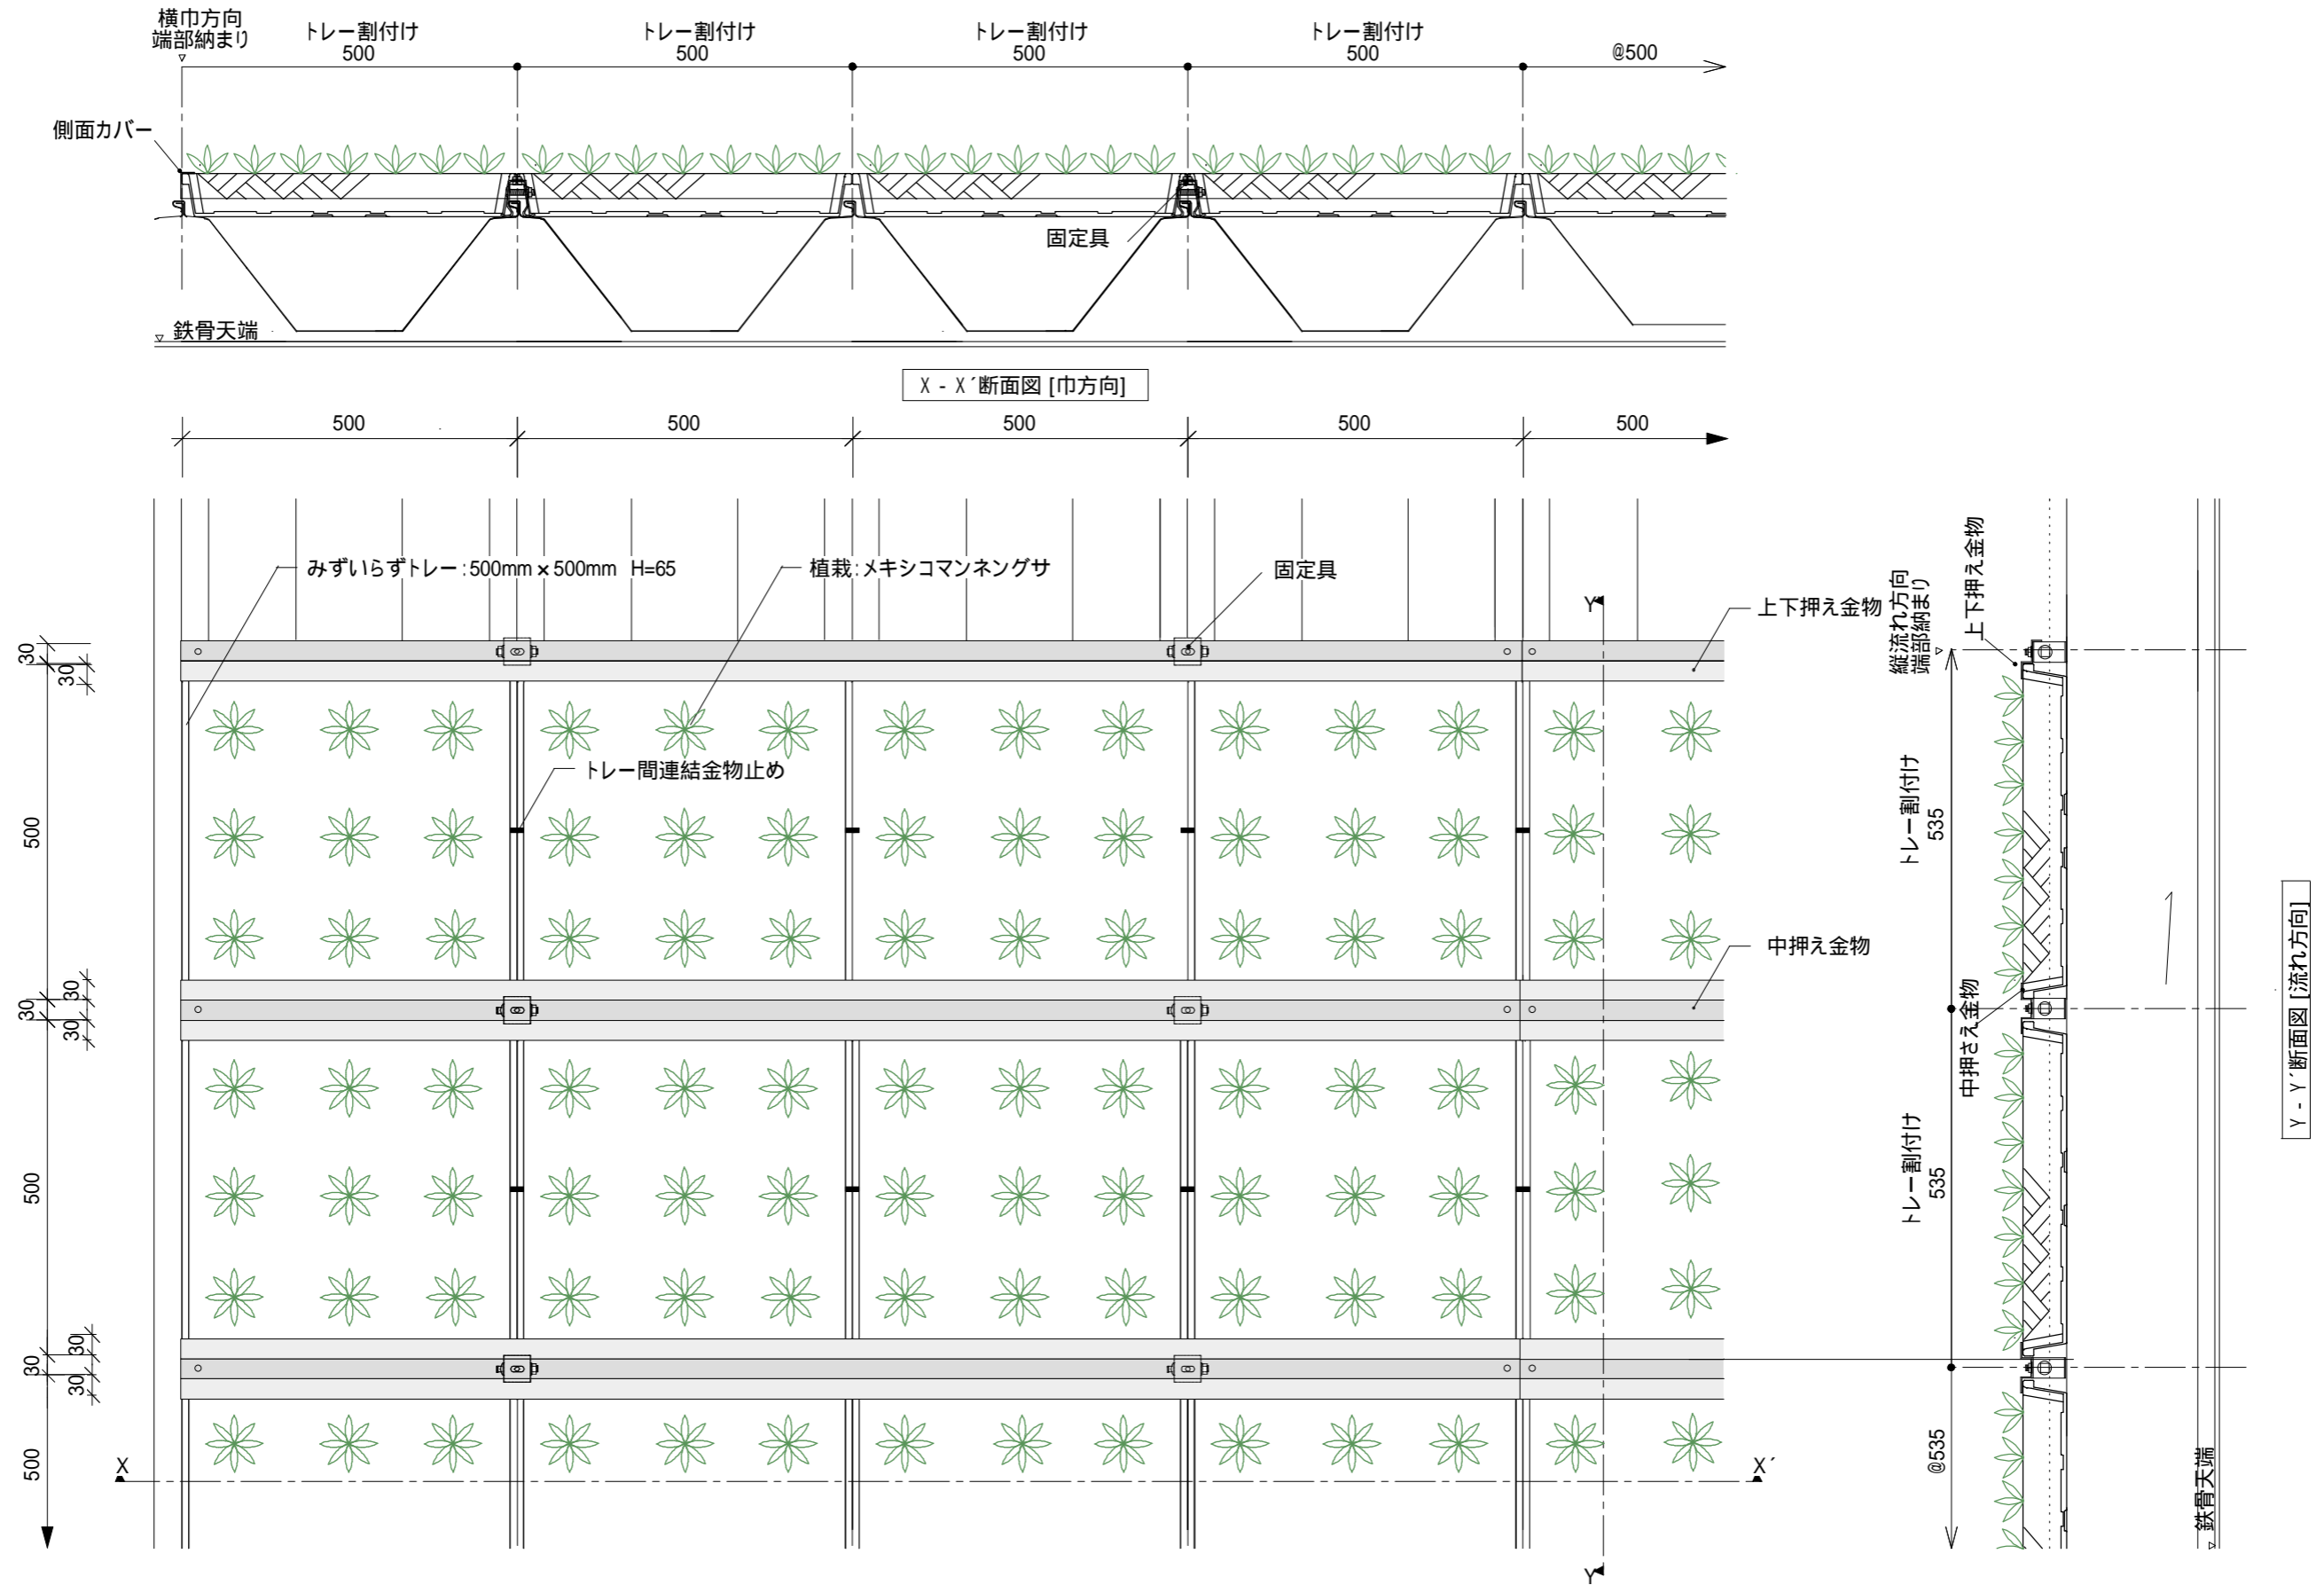 横巾方向
端部納まり
トレー割付け
500
トレー割付け
500
トレー割付け
500
トレー割付け
500
@500
側面カバー
固定具
鉄骨天端
X - X´断面図 [巾方向]
500
500
500
500
500
みずいらずトレー:500mm×500mm H=65
植栽:メキシコマンネングサ
固定具
Y´
上下押え金物
縦流れ方向
端部納まり
上下押え金物
30
30
トレー間連結金物止め
500
トレー割付け
535
中押え金物
30
30
30
中押さえ金物
Y - Y´断面図 [流れ方向]
500
トレー割付け
535
30
30
30
500
X
X´
@535
鉄骨天端
Y